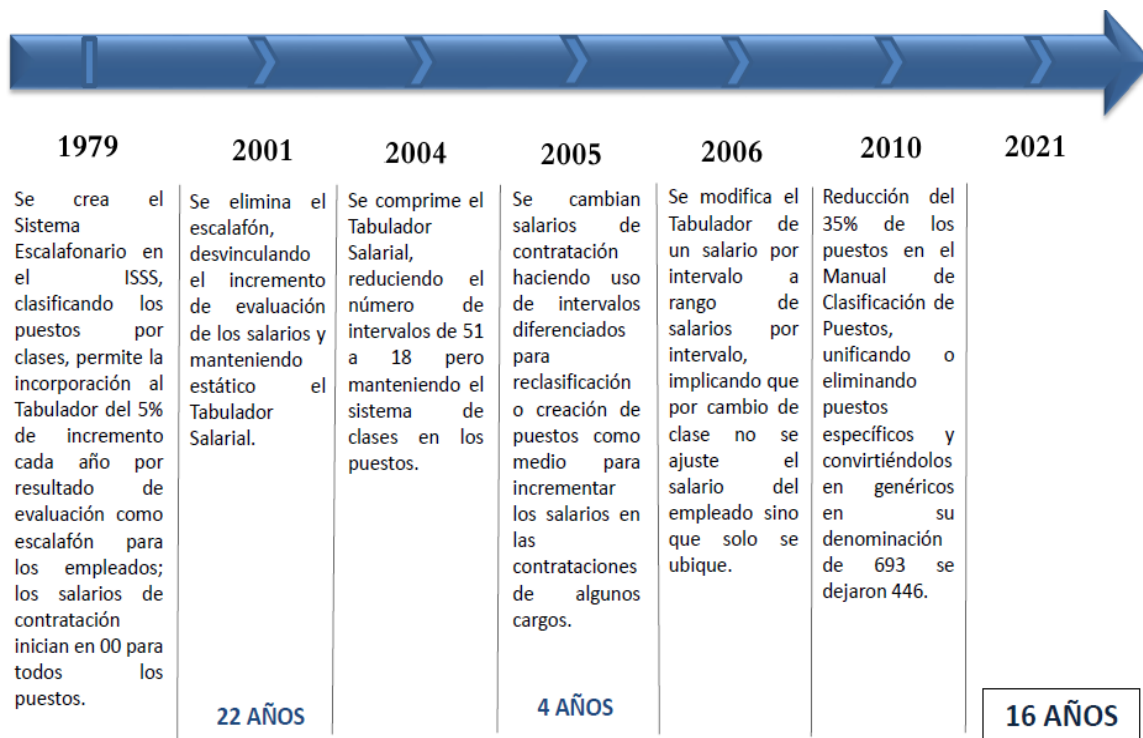 1979
Se crea el
Sistema
Escalafonario en
el ISSS,
clasificando los
puestos por
clases, permite la
incorporación al
Tabulador del 5%
de incremento
cada año por
resultado de
evaluación como
escalafón para
los empleados;
los salarios de
contratación
inician en 00 para
todos los
puestos.
2001
Se elimina el
escalafón,
desvinculando
el incremento
de evaluación
de los salarios y
manteniendo
estático el
Tabulador
Salarial.
22 AÑOS
2004
Se comprime el
Tabulador
Salarial,
reduciendo el
número de
intervalos de 51
a 18 pero
manteniendo el
sistema de
clases en los
puestos.
2005
Se cambian
salarios de
contratación
haciendo uso
de intervalos
diferenciados
para
reclasificación
o creación de
puestos como
medio para
incrementar
los salarios en
las
contrataciones
de algunos
cargos.
4 AÑOS
2006
Se modifica el
Tabulador de
un salario por
intervalo a
rango de
salarios por
intervalo,
implicando que
por cambio de
clase no se
ajuste el
salario del
empleado sino
que solo se
ubique.
2010
Reducción del
35% de los
puestos en el
Manual de
Clasificación de
Puestos,
unificando o
eliminando
puestos
específicos y
convirtiéndolos
en genéricos
en su
denominación
de 693 se
dejaron 446.
2021
16 AÑOS